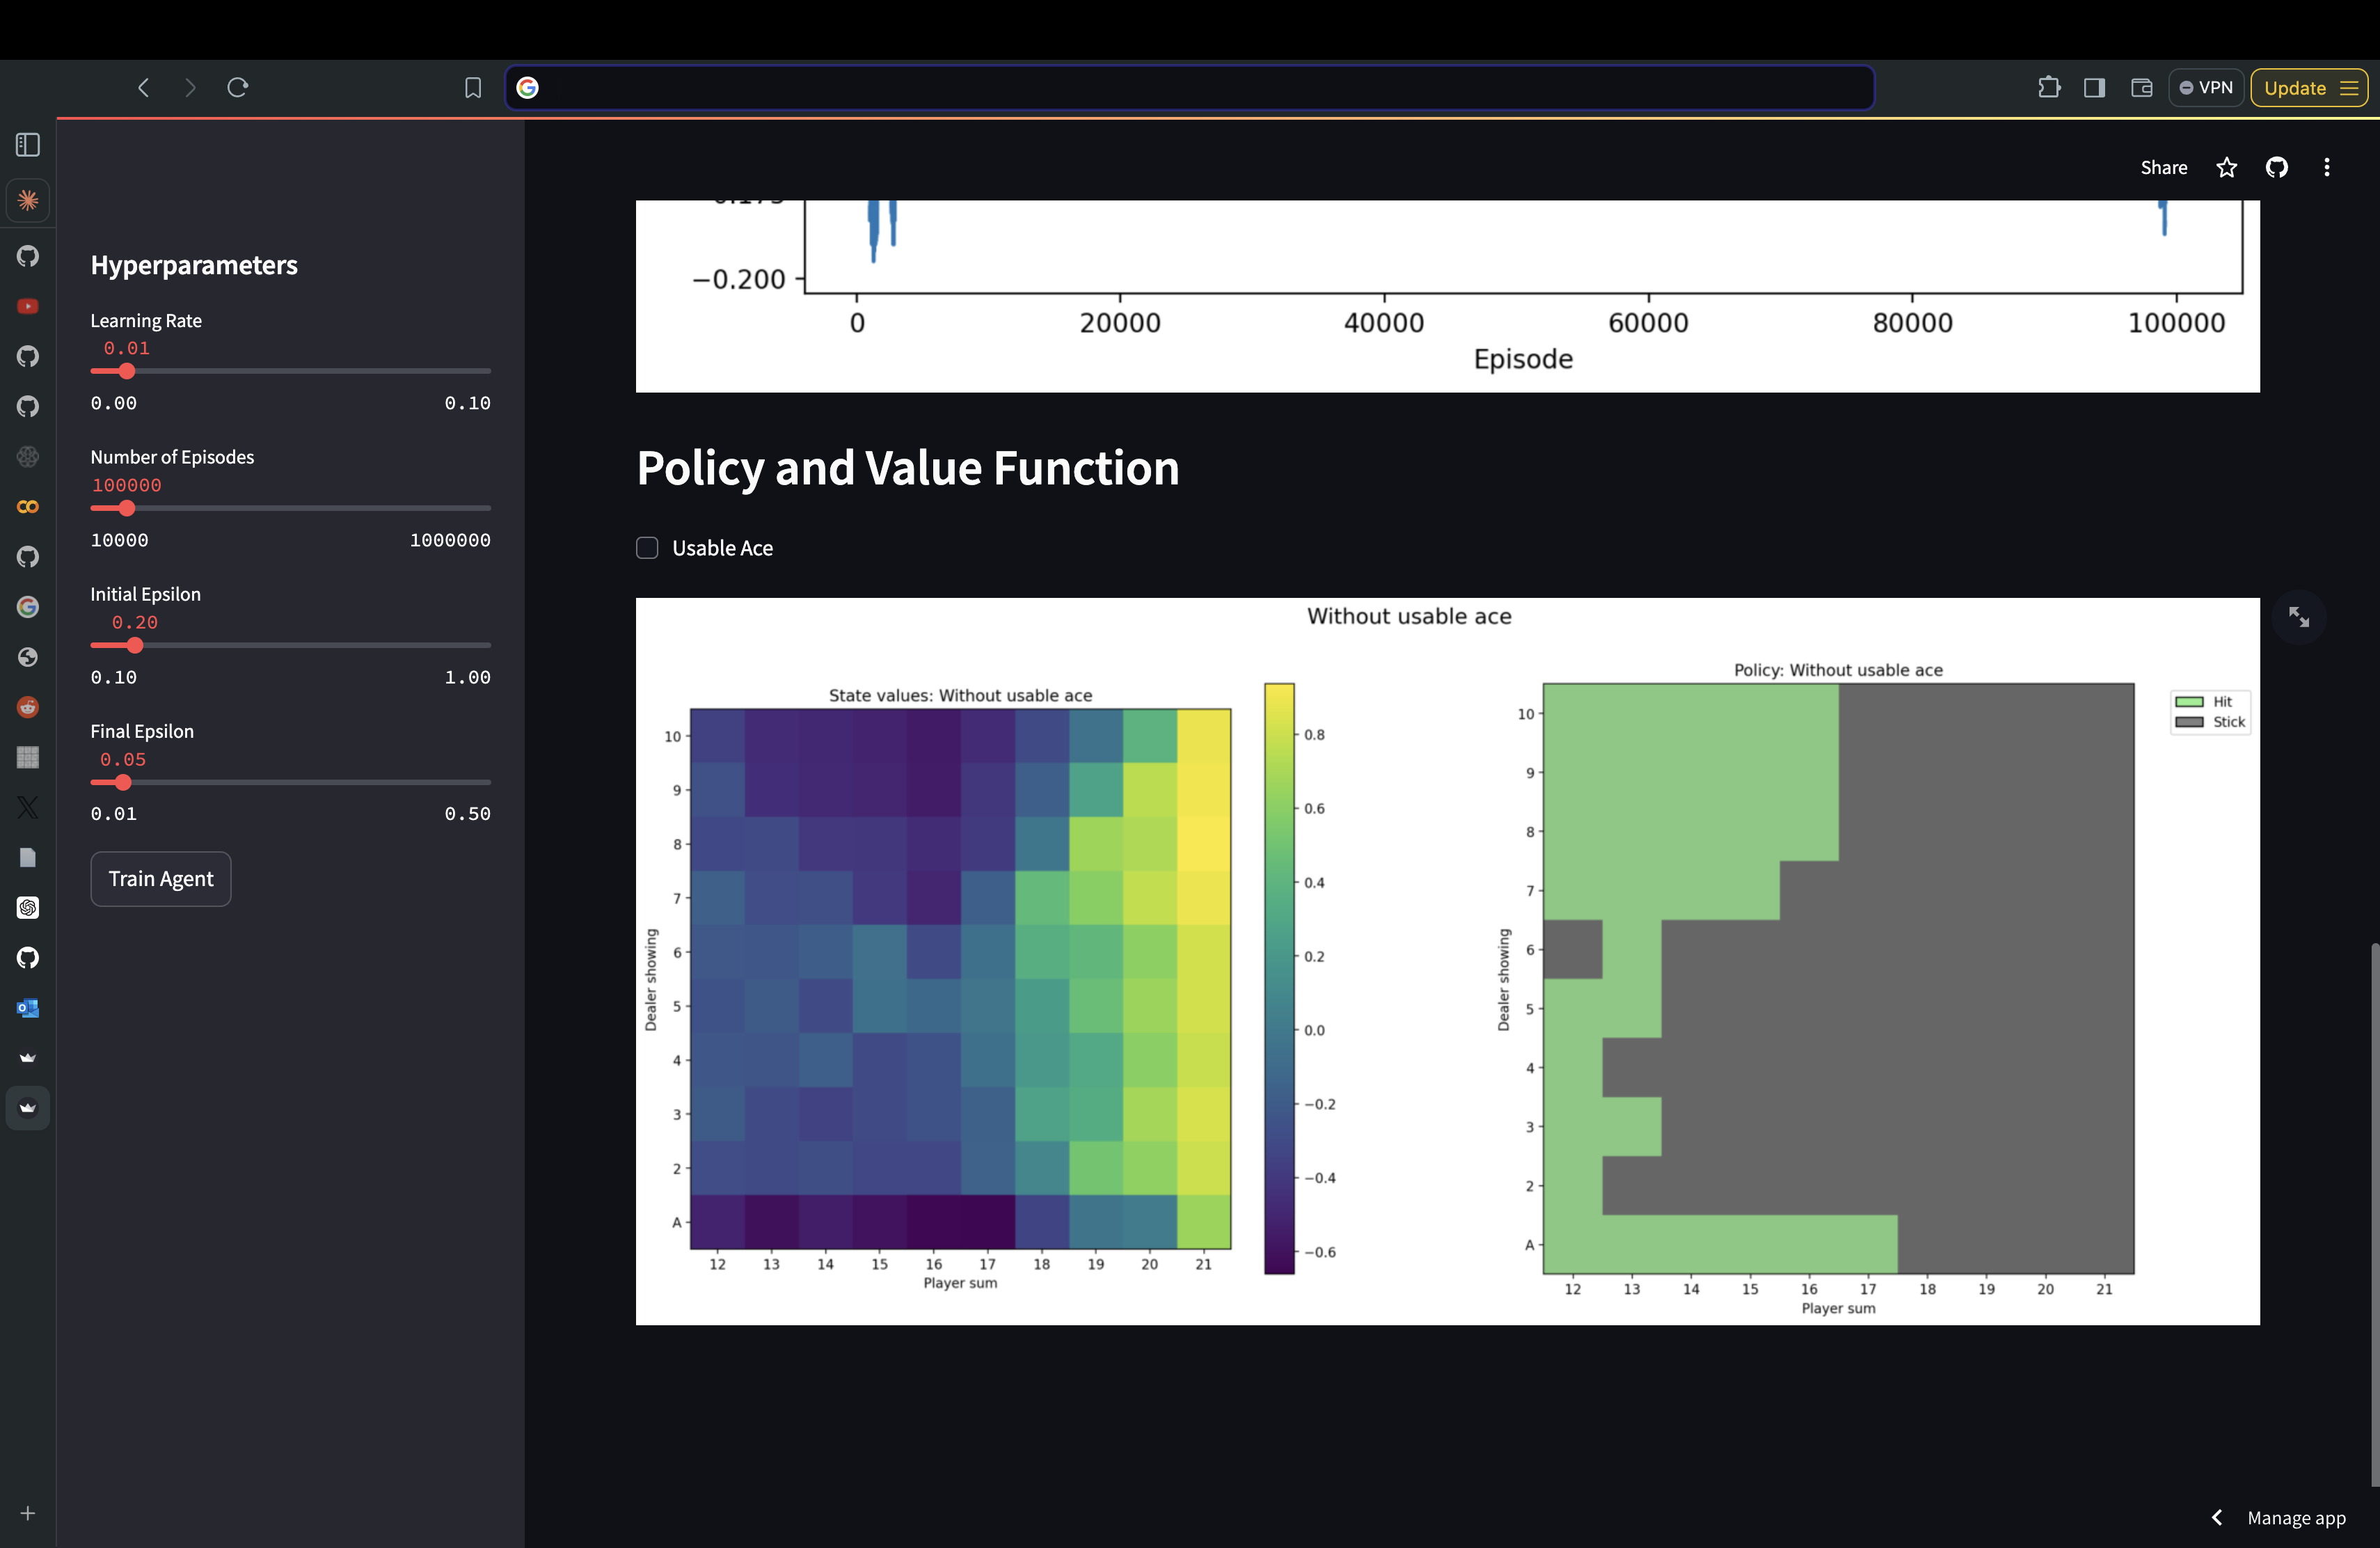 VPN
Update
Share
Hyperparameters
Learning Rate
0.01
0.00 0.10
Number of Episodes
100000
10000 1000000
Initial Epsilon
0.20
0.10 1.00
Final Epsilon
0.05
0.01 0.50
Train Agent
−0.200
0 20000 40000 60000 80000 100000
Episode
Policy and Value Function
Usable Ace
Without usable ace
State values: Without usable ace
10
9
8
7
6
5
4
3
2
A
Dealer showing
12 13 14 15 16 17 18 19 20 21
Player sum
0.8
0.6
0.4
0.2
0.0
−0.2
−0.4
−0.6
Policy: Without usable ace
10
9
8
7
6
5
4
3
2
A
Dealer showing
12 13 14 15 16 17 18 19 20 21
Player sum
Hit
Stick
Manage app